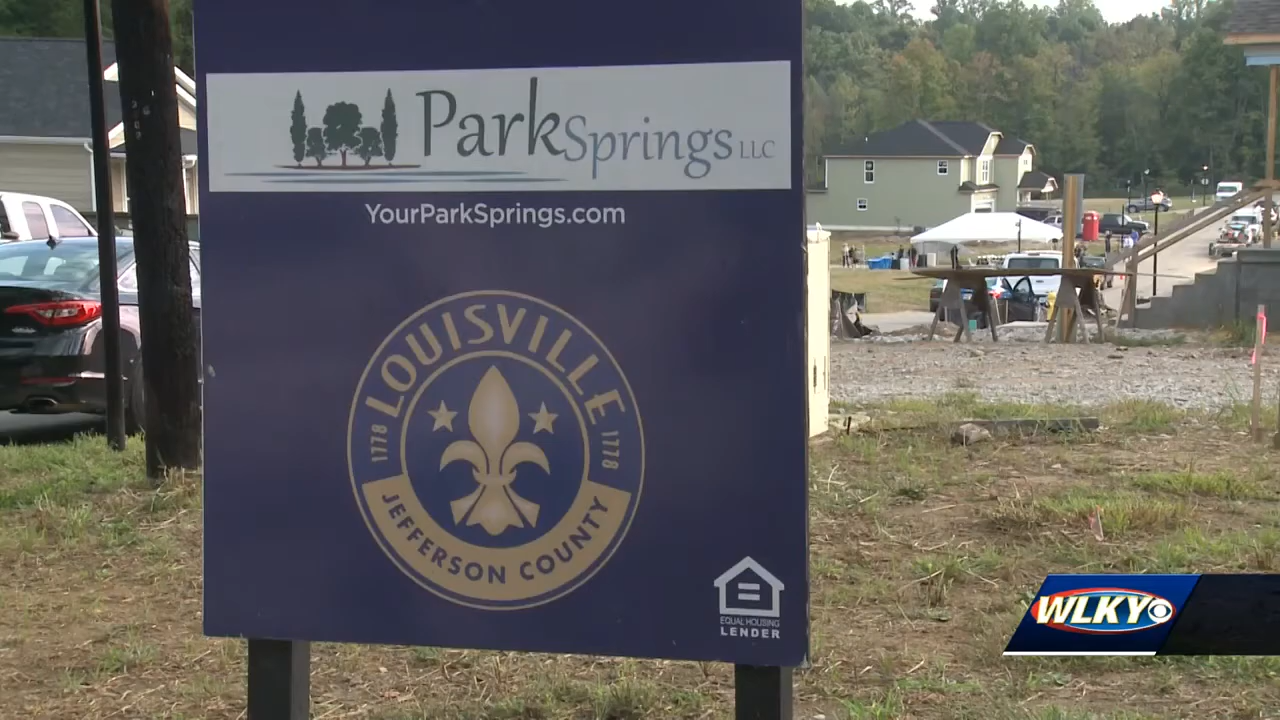 ParkSprings LLC
YourParkSprings.com
LOUISVILLE
1778 1778
JEFFERSON COUNTY
EQUAL HOUSING
LENDER
WLKY